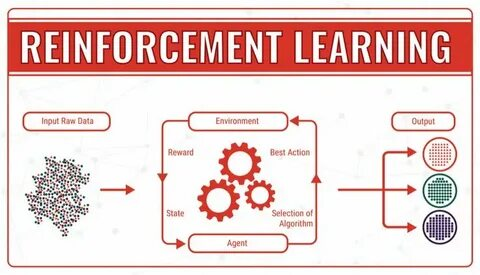 REINFORCEMENT LEARNING
Input Raw Data
Environment
Output
Reward
Best Action
State
Selection of
Algorithm
Agent